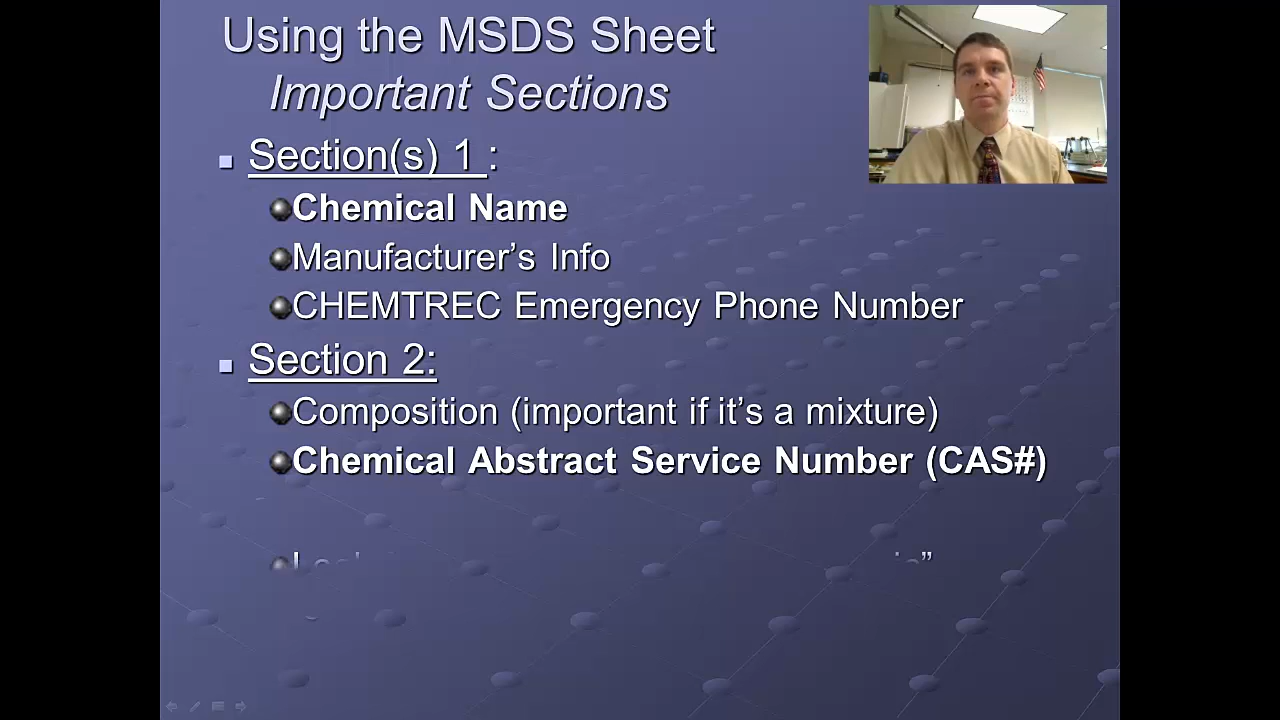 Using the MSDS Sheet
Important Sections
Section(s) 1 :
Chemical Name
Manufacturer’s Info
CHEMTREC Emergency Phone Number
Section 2:
Composition (important if it’s a mixture)
Chemical Abstract Service Number (CAS#)